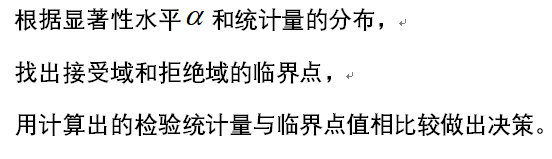 根据显著性水平α和统计量的分布，
找出接受域和拒绝域的临界点，
用计算出的检验统计量与临界点值相比较做出决策。